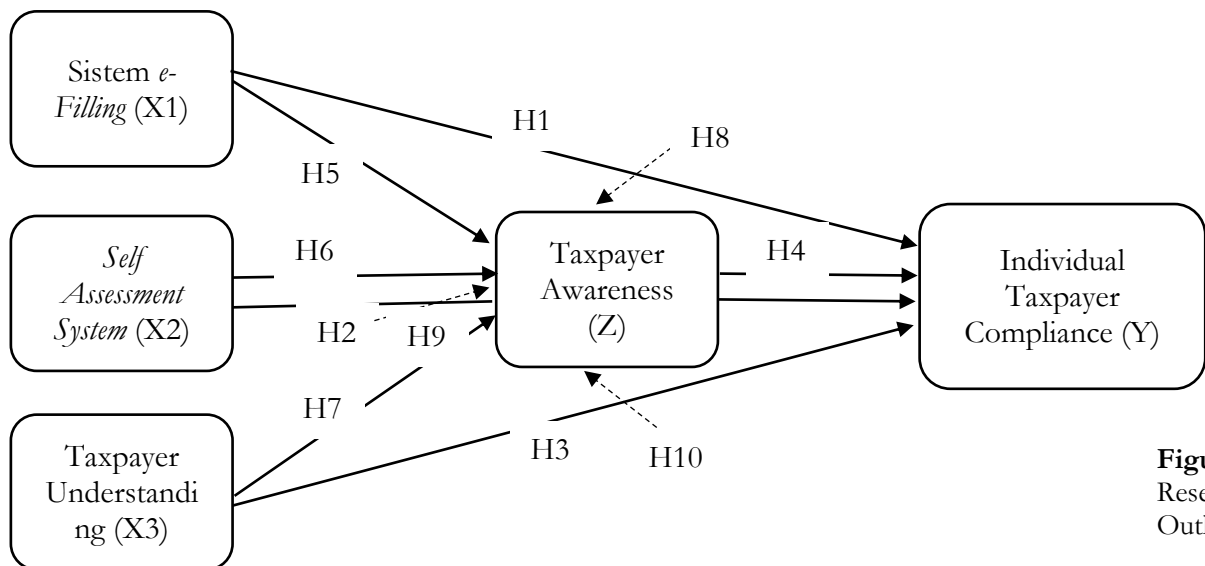 Sistem e-
Filling (X1)
H1
H8
H5
Self
Assessment
System (X2)
H6
Taxpayer
Awareness
(Z)
H4
Individual
Taxpayer
Compliance (Y)
H2
H9
H7
H3
H10
Taxpayer
Understandi
ng (X3)